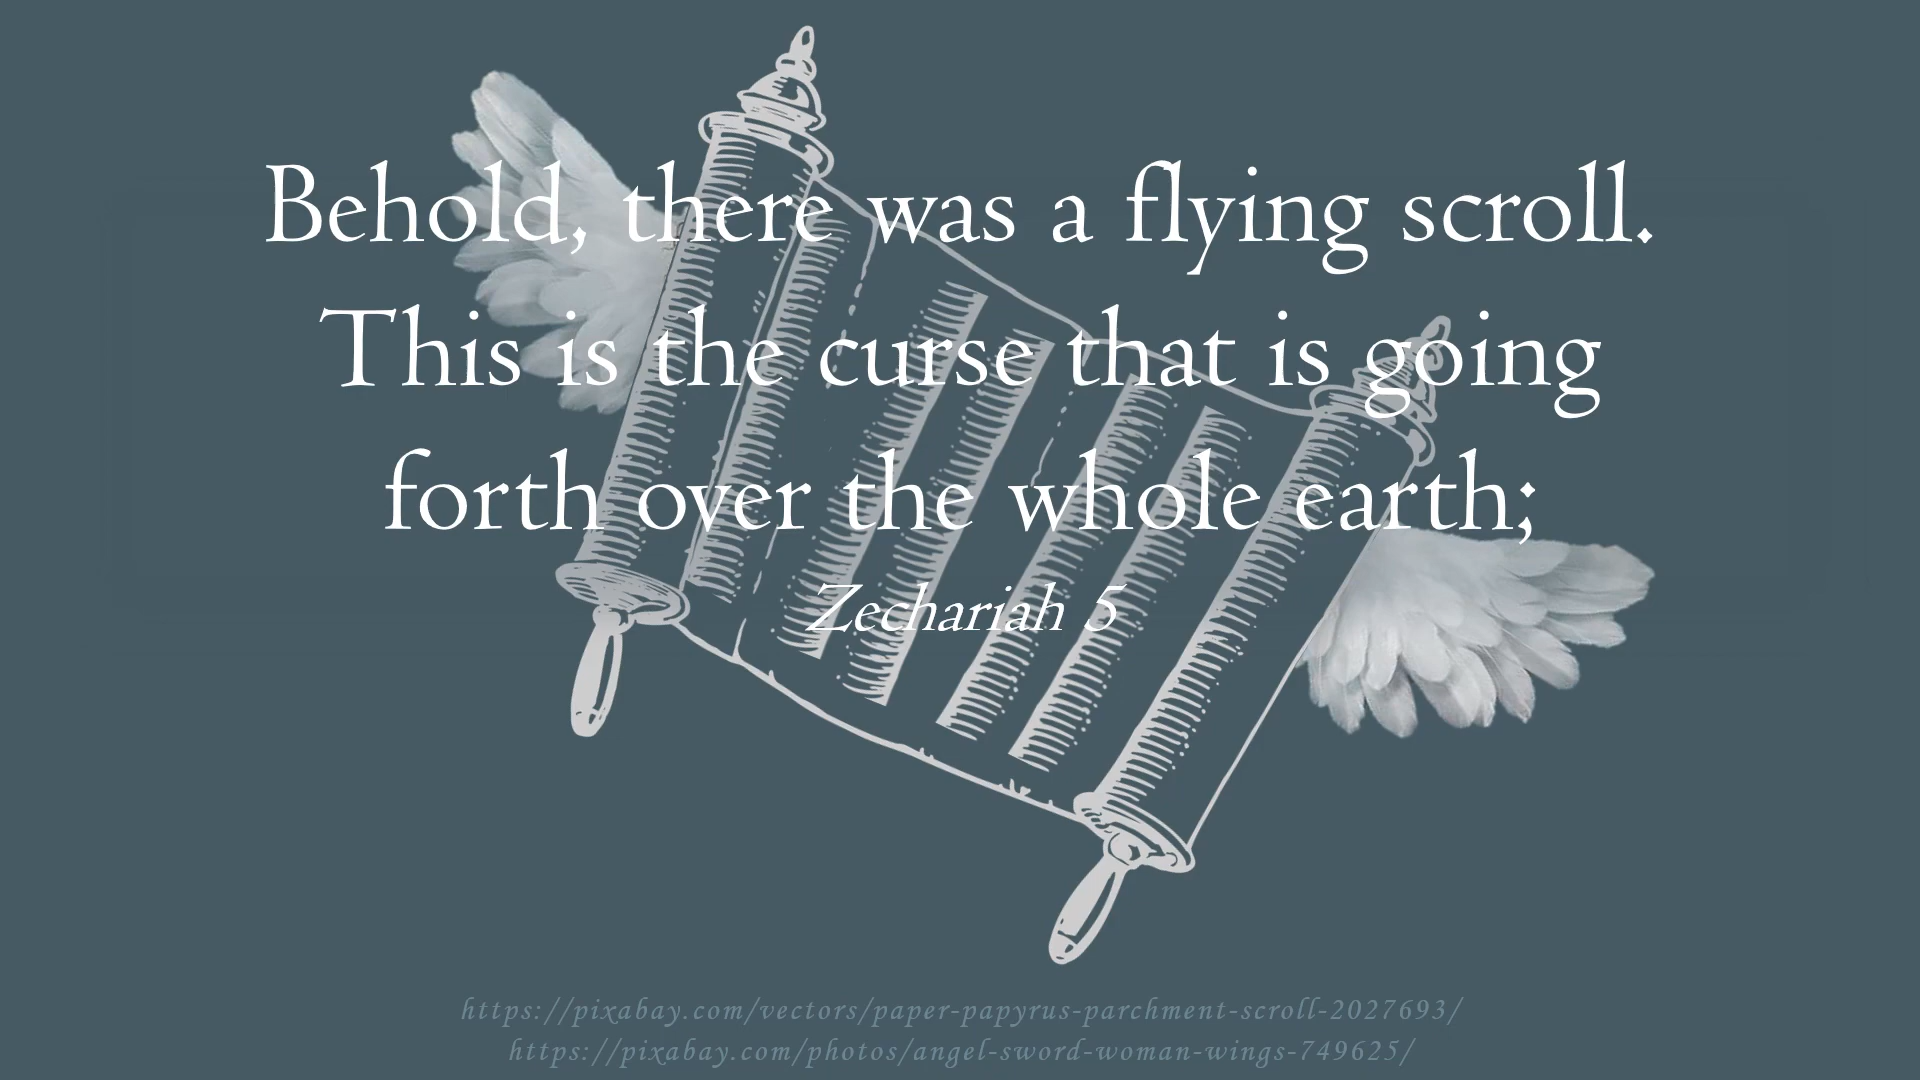 Behold, there was a flying scroll.
This is the curse that is going
forth over the whole earth;
Zechariah 5
https://pixabay.com/vectors/paper-papyrus-parchment-scroll-2027693/
https://pixabay.com/photos/angel-sword-woman-wings-749625/